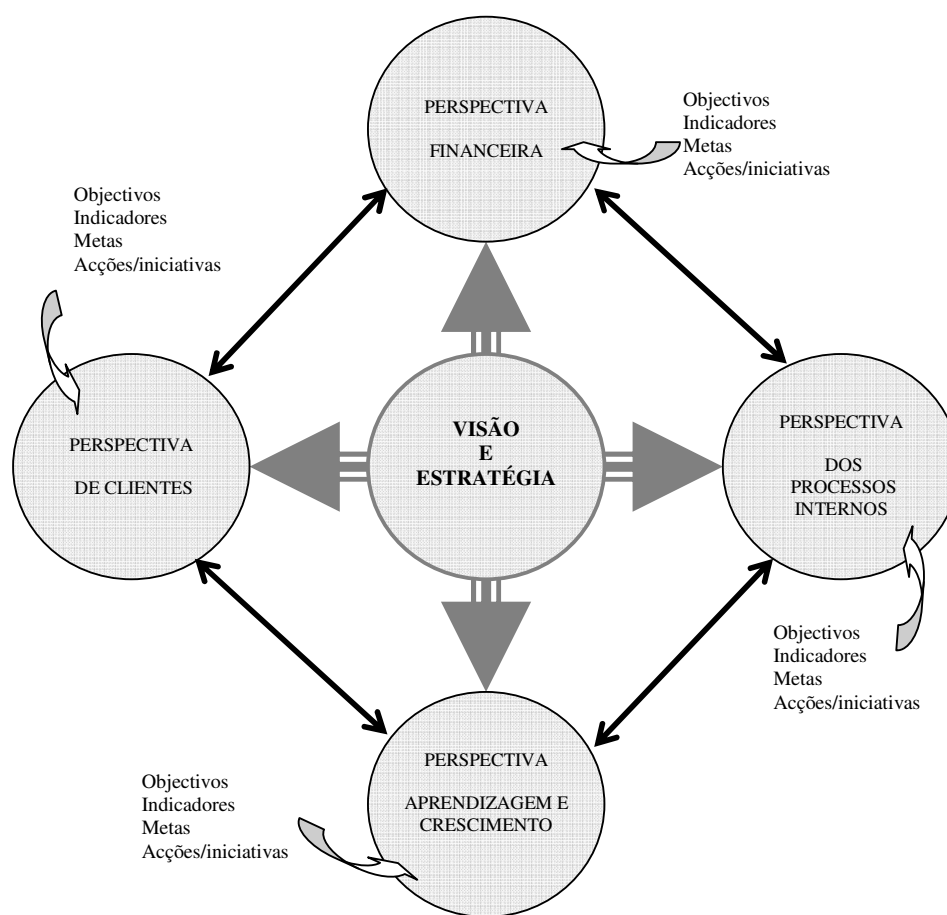 PERSPECTIVA
FINANCEIRA
Objectivos
Indicadores
Metas
Acções/iniciativas
Objectivos
Indicadores
Metas
Acções/iniciativas
PERSPECTIVA
DE CLIENTES
VISÃO
E
ESTRATÉGIA
PERSPECTIVA
DOS
PROCESSOS
INTERNOS
Objectivos
Indicadores
Metas
Acções/iniciativas
PERSPECTIVA
APRENDIZAGEM E
CRESCIMENTO
Objectivos
Indicadores
Metas
Acções/iniciativas